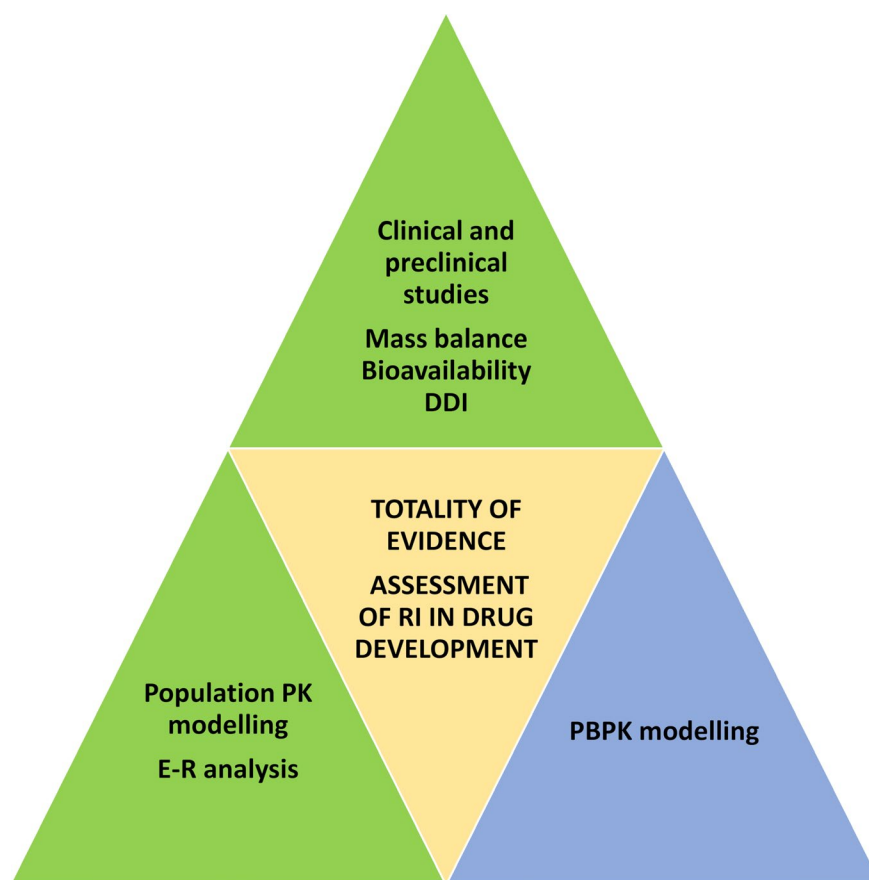 Clinical and
preclinical
studies
Mass balance
Bioavailability
DDI
TOTALITY OF
EVIDENCE
ASSESSMENT
OF RI IN DRUG
DEVELOPMENT
Population PK
modelling
E-R analysis
PBPK modelling